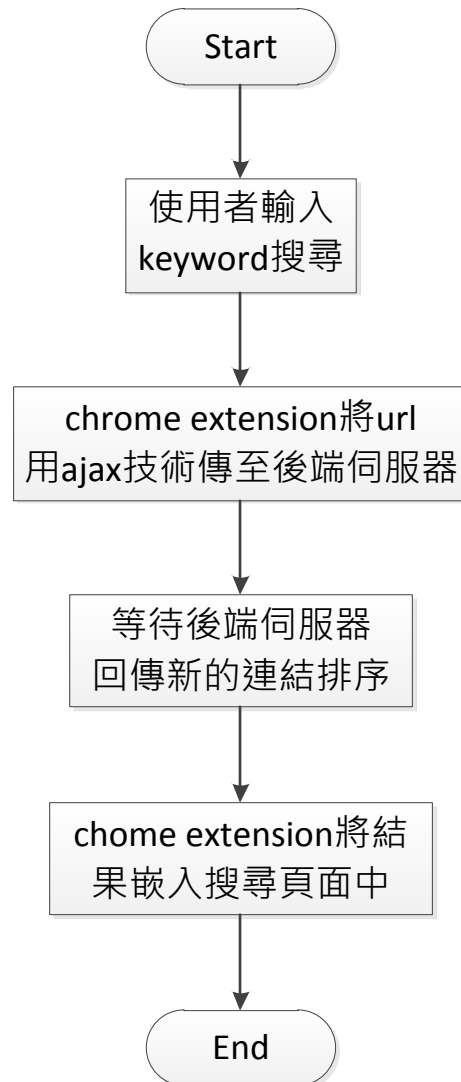 Start
使用者輸入
keyword搜尋
chrome extension將url
用ajax技術傳至後端伺服器
等待後端伺服器
回傳新的連結排序
chome extension將結
果嵌入搜尋頁面中
End